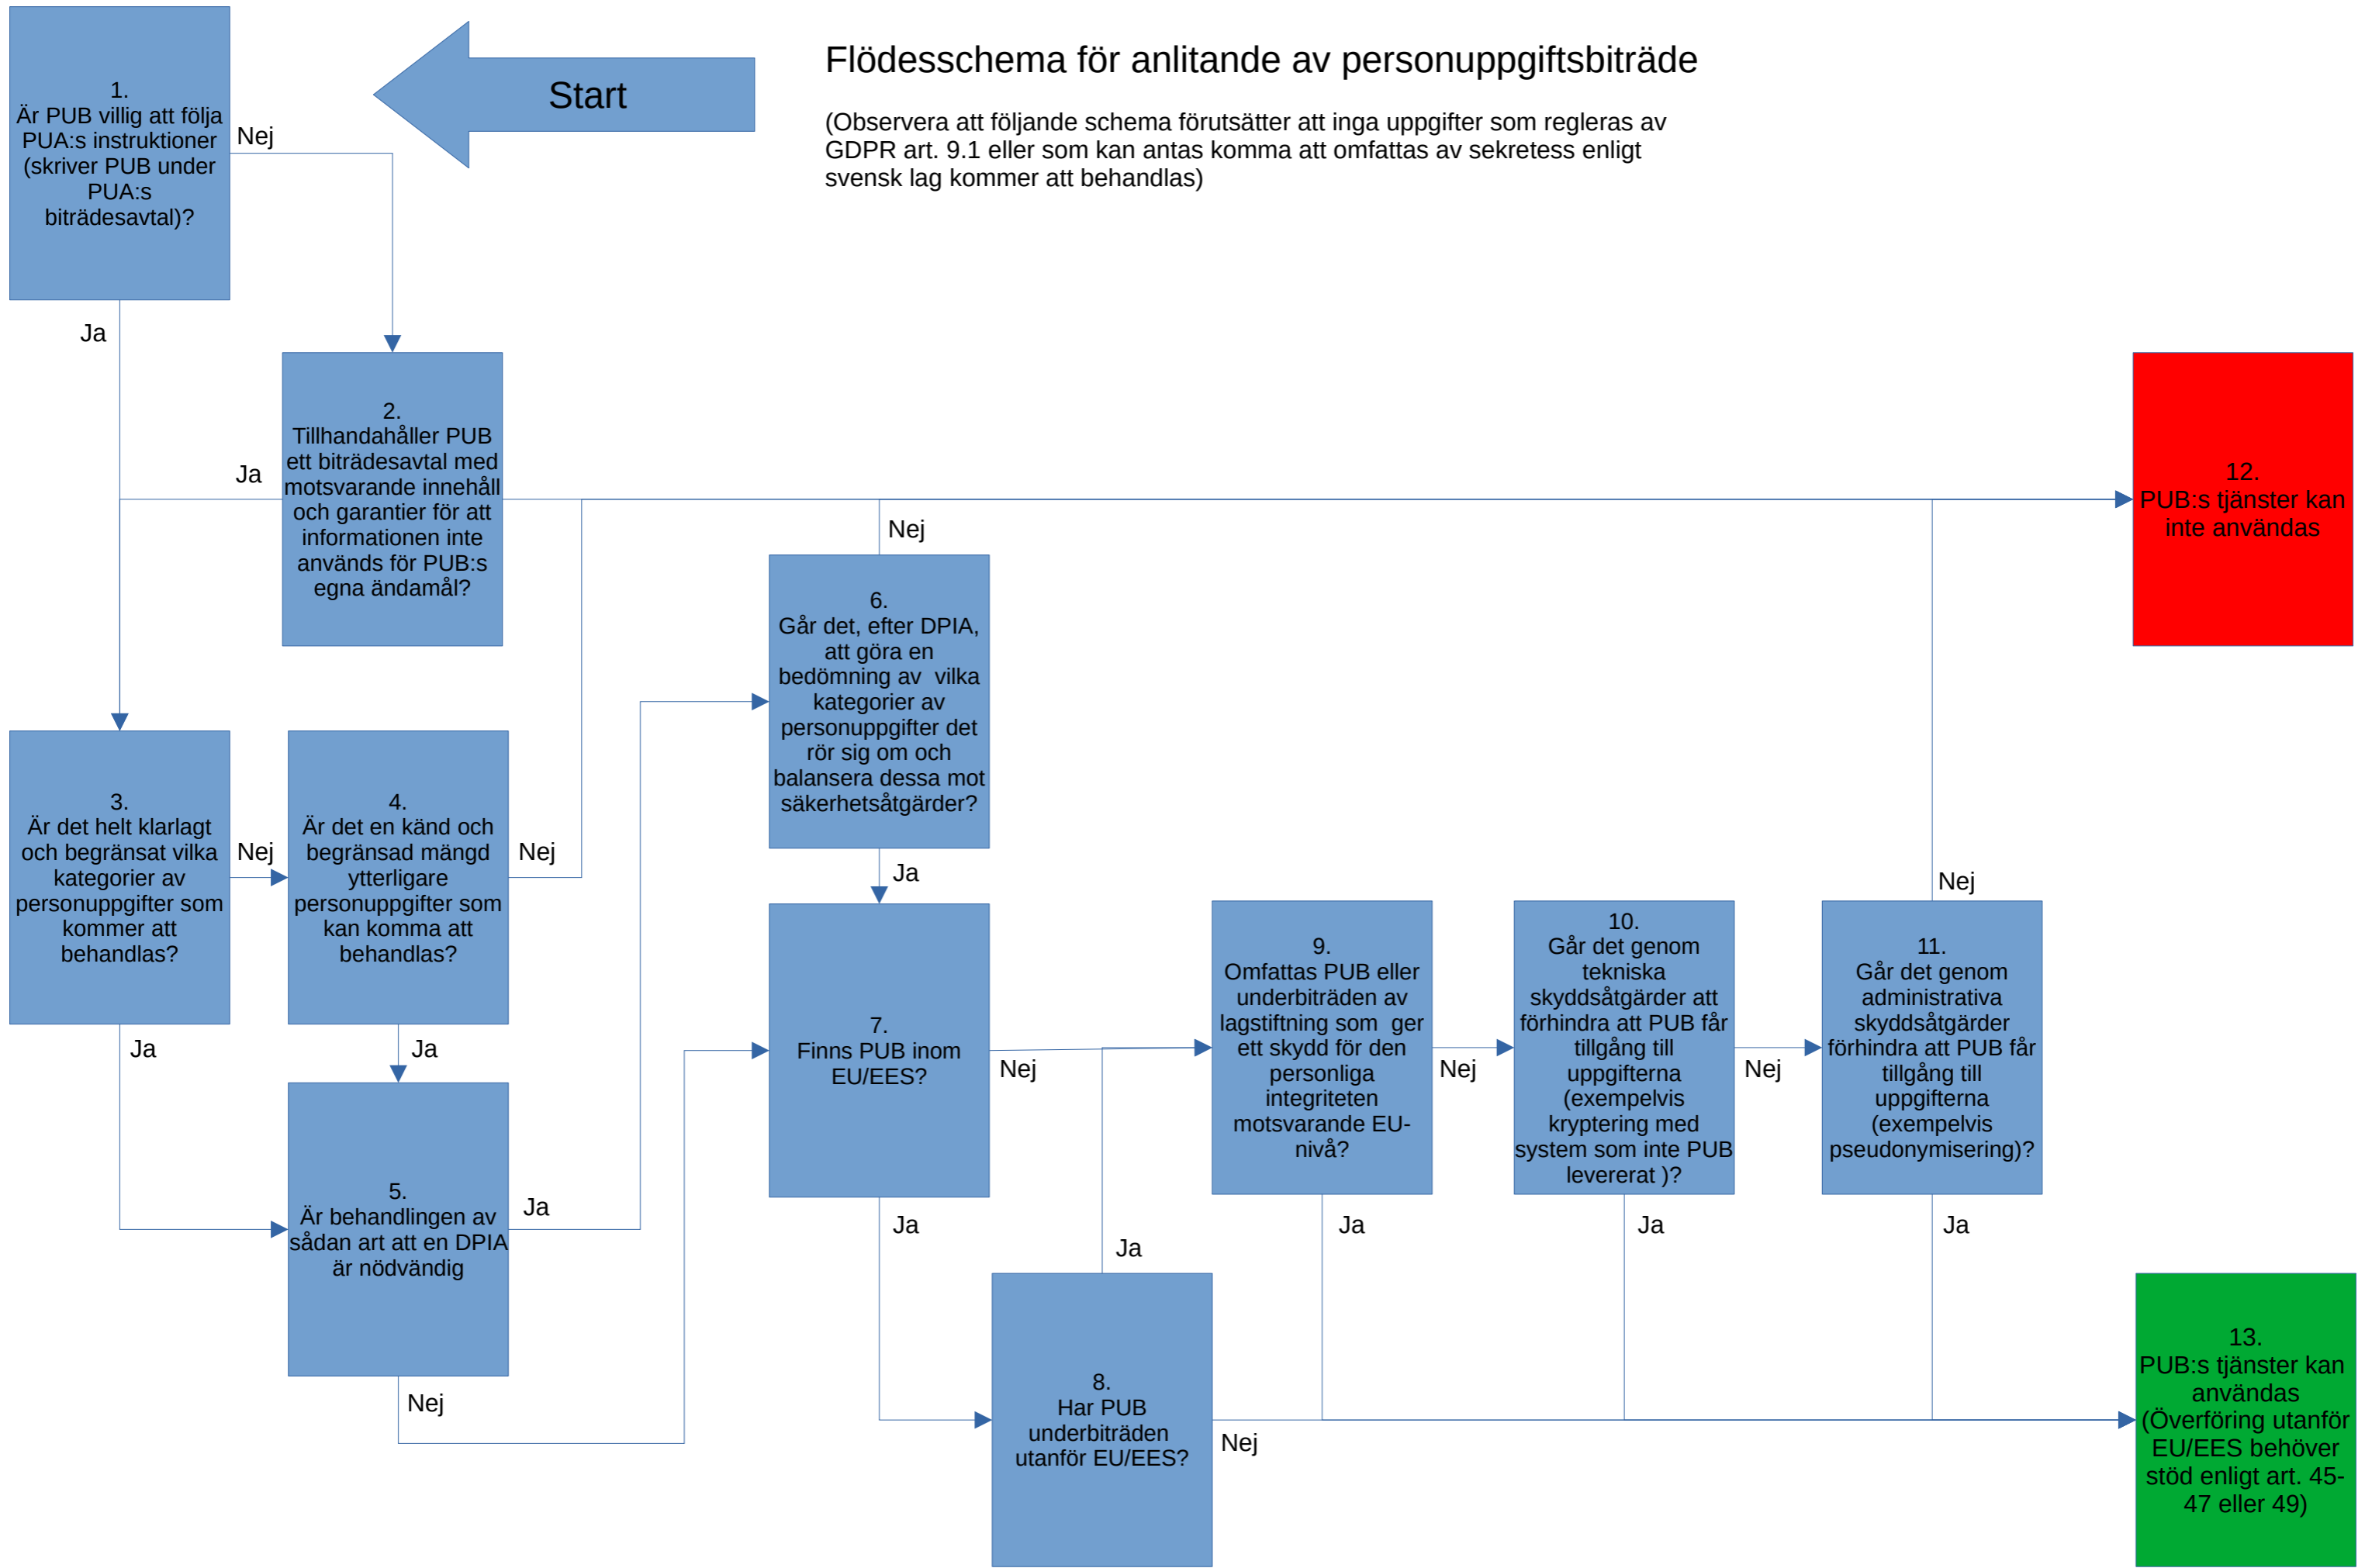 Flödesschema för anlitande av personuppgiftsbiträde
(Observera att följande schema förutsätter att inga uppgifter som regleras av
GDPR art. 9.1 eller som kan antas komma att omfattas av sekretess enligt
svensk lag kommer att behandlas)
Start
1.
Är PUB villig att följa
PUA:s instruktioner
(skriver PUB under
PUA:s
biträdesavtal)?
Nej
Ja
2.
Tillhandahåller PUB
ett biträdesavtal med
motsvarande innehåll
och garantier för att
informationen inte
används för PUB:s
egna ändamål?
Ja
3.
Är det helt klarlagt
och begränsat vilka
kategorier av
personuppgifter som
kommer att
behandlas?
Nej
Ja
4.
Är det en känd och
begränsad mängd
ytterligare
personuppgifter som
kan komma att
behandlas?
Nej
Ja
5.
Är behandlingen av
sådan art att en DPIA
är nödvändig
Ja
Nej
6.
Går det, efter DPIA,
att göra en
bedömning av  vilka
kategorier av
personuppgifter det
rör sig om och
balansera dessa mot
säkerhetsåtgärder?
Nej
Ja
7.
Finns PUB inom
EU/EES?
Nej
Ja
8.
Har PUB
underbiträden
utanför EU/EES?
Ja
Nej
9.
Omfattas PUB eller
underbiträden av
lagstiftning som  ger
ett skydd för den
personliga
integriteten
motsvarande EU-
nivå?
Nej
Ja
10.
Går det genom
tekniska
skyddsåtgärder att
förhindra att PUB får
tillgång till
uppgifterna
(exempelvis
kryptering med
system som inte PUB
levererat )?
Nej
Ja
11.
Går det genom
administrativa
skyddsåtgärder
förhindra att PUB får
tillgång till
uppgifterna
(exempelvis
pseudonymisering)?
Nej
Ja
12.
PUB:s tjänster kan
inte användas
13.
PUB:s tjänster kan
användas
(Överföring utanför
EU/EES behöver
stöd enligt art. 45-
47 eller 49)